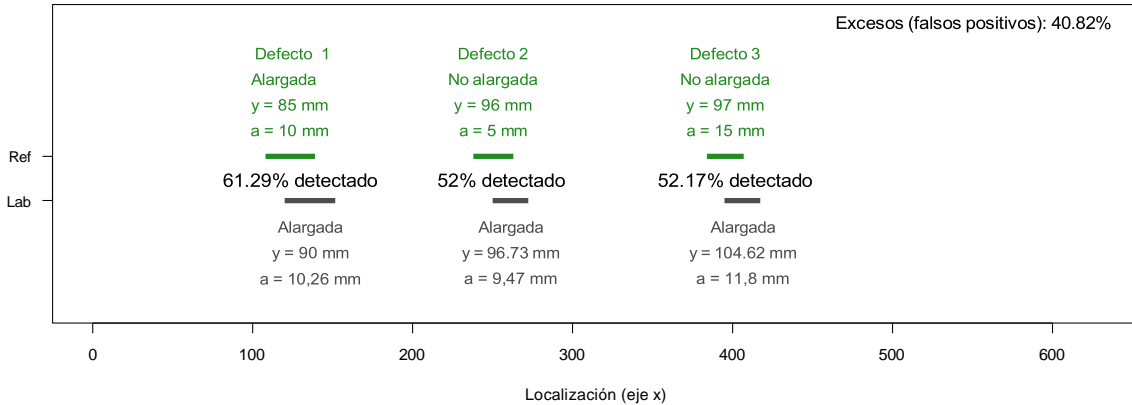 Excesos (falsos positivos): 40.82%
Defecto 1
Alargada
y = 85 mm
a = 10 mm
Defecto 2
No alargada
y = 96 mm
a = 5 mm
Defecto 3
No alargada
y = 97 mm
a = 15 mm
Ref
61.29% detectado
52% detectado
52.17% detectado
Lab
Alargada
y = 90 mm
a = 10,26 mm
Alargada
y = 96.73 mm
a = 9,47 mm
Alargada
y = 104.62 mm
a = 11,8 mm
0 100 200 300 400 500 600
Localización (eje x)